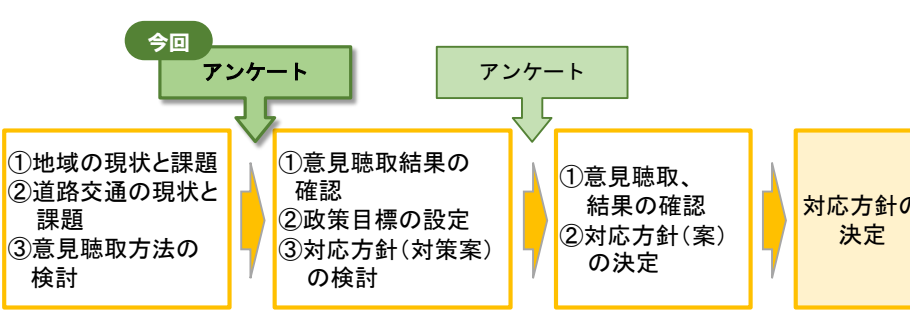 今回
アンケート
アンケート
①地域の現状と課題
②道路交通の現状と
課題
③意見聴取方法の
検討
①意見聴取結果の
確認
②政策目標の設定
③対応方針（対策案）
の検討
①意見聴取、
結果の確認
②対応方針（案）
の決定
対応方針の
決定